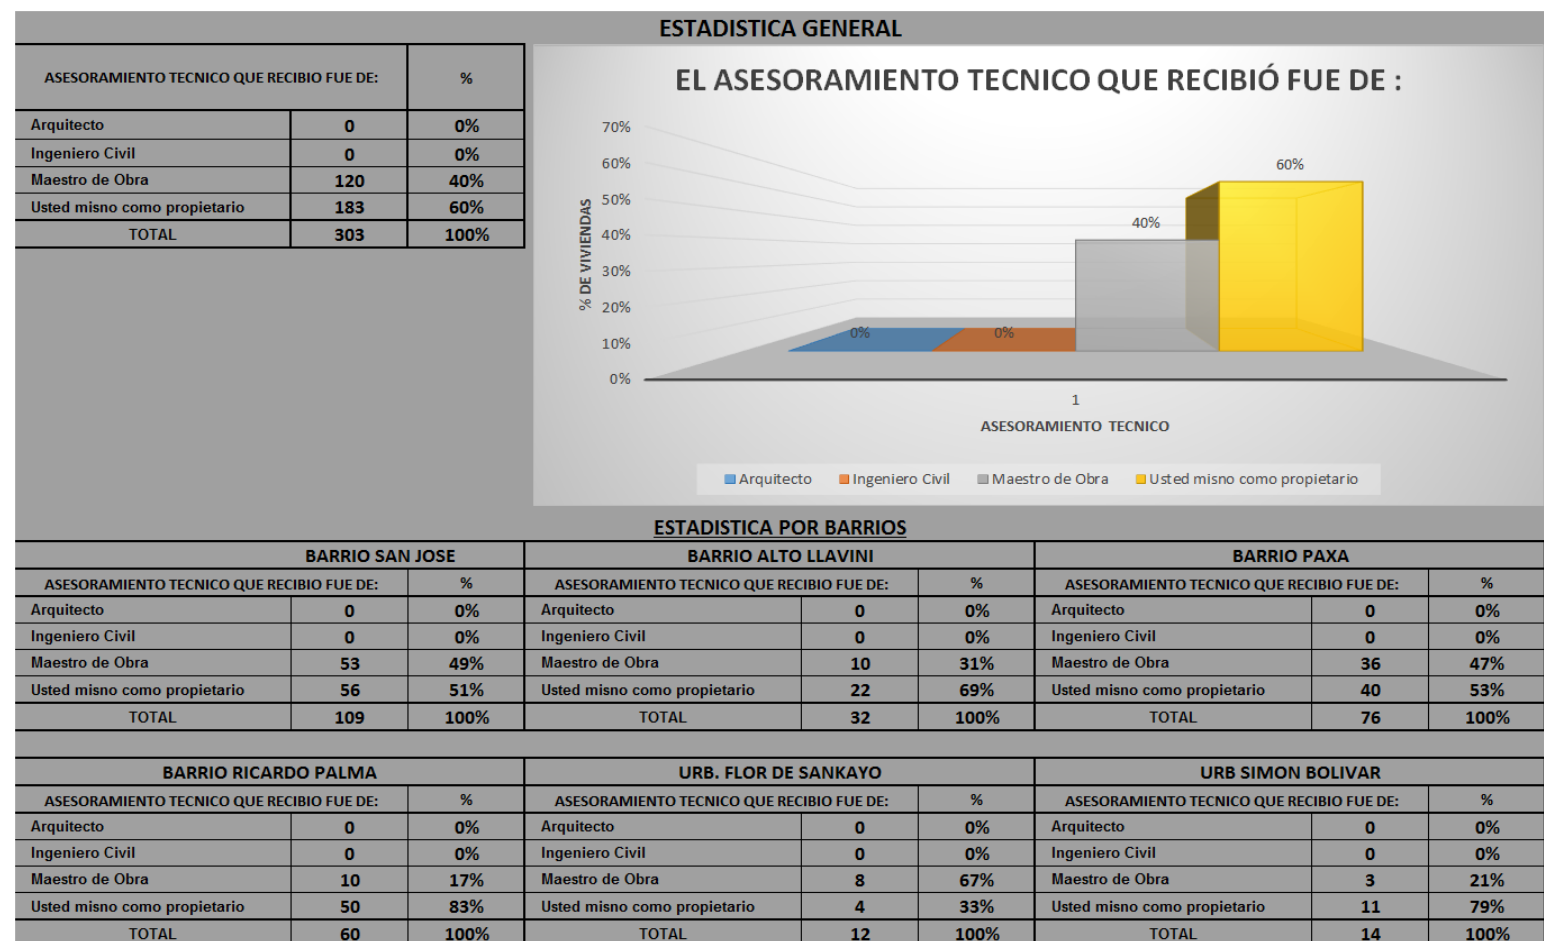 ESTADISTICA GENERAL
ASESORAMIENTO TECNICO QUE RECIBIO FUE DE: %
Arquitecto 0 0%
Ingeniero Civil 0 0%
Maestro de Obra 120 40%
Usted misno como propietario 183 60%
TOTAL 303 100%
EL ASESORAMIENTO TECNICO QUE RECIBIÓ FUE DE :
70%
60%
50%
40%
30%
20%
10%
0%
% DE VIVIENDAS
0%
0%
40%
60%
1
ASESORAMIENTO TECNICO
Arquitecto Ingeniero Civil Maestro de Obra Usted misno como propietario
ESTADISTICA POR BARRIOS
BARRIO SAN JOSE BARRIO ALTO LLAVINI BARRIO PAXA
ASESORAMIENTO TECNICO QUE RECIBIO FUE DE: % ASESORAMIENTO TECNICO QUE RECIBIO FUE DE: % ASESORAMIENTO TECNICO QUE RECIBIO FUE DE: %
Arquitecto 0 0% Arquitecto 0 0% Arquitecto 0 0%
Ingeniero Civil 0 0% Ingeniero Civil 0 0% Ingeniero Civil 0 0%
Maestro de Obra 53 49% Maestro de Obra 10 31% Maestro de Obra 36 47%
Usted misno como propietario 56 51% Usted misno como propietario 22 69% Usted misno como propietario 40 53%
TOTAL 109 100% TOTAL 32 100% TOTAL 76 100%
BARRIO RICARDO PALMA URB. FLOR DE SANKAYO URB SIMON BOLIVAR
ASESORAMIENTO TECNICO QUE RECIBIO FUE DE: % ASESORAMIENTO TECNICO QUE RECIBIO FUE DE: % ASESORAMIENTO TECNICO QUE RECIBIO FUE DE: %
Arquitecto 0 0% Arquitecto 0 0% Arquitecto 0 0%
Ingeniero Civil 0 0% Ingeniero Civil 0 0% Ingeniero Civil 0 0%
Maestro de Obra 10 17% Maestro de Obra 8 67% Maestro de Obra 3 21%
Usted misno como propietario 50 83% Usted misno como propietario 4 33% Usted misno como propietario 11 79%
TOTAL 60 100% TOTAL 12 100% TOTAL 14 100%